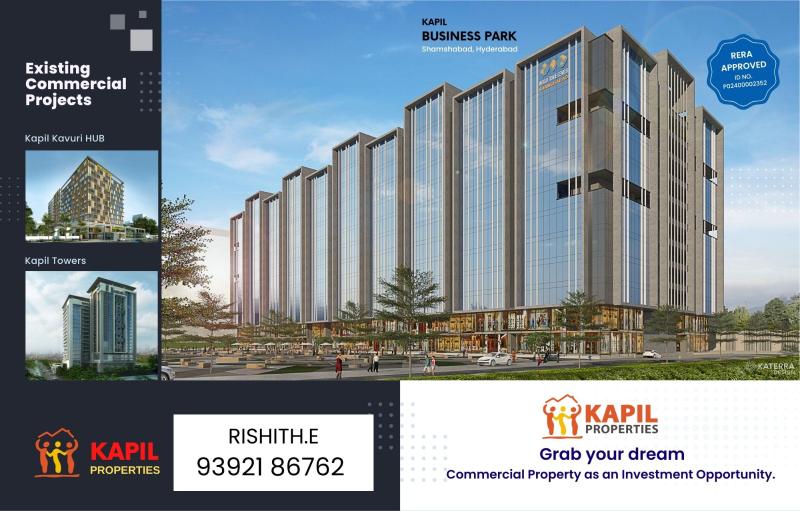 KAPIL
BUSINESS PARK
Shamshabad, Hyderabad
RERA
APPROVED
ID NO.
P02400002352
Existing
Commercial
Projects
Kapil Kavuri HUB
Kapil Towers
KATERRA
DESIGN
KAPIL
PROPERTIES
RISHITH.E
93921 86762
KAPIL
PROPERTIES
Grab your dream
Commercial Property as an Investment Opportunity.